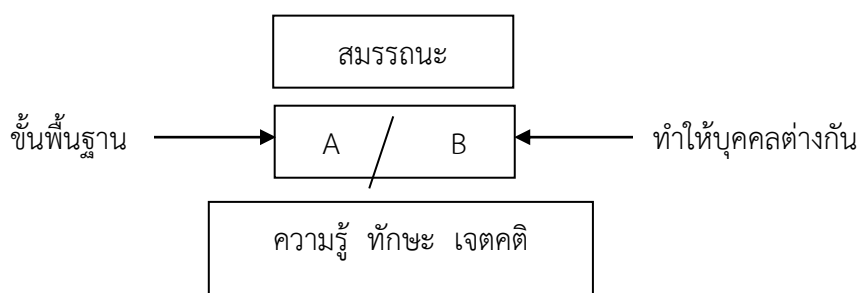 สมรรถนะ
ขั้นพื้นฐาน A / B ทำให้บุคคลต่างกัน
ความรู้ ทักษะ เจตคติ